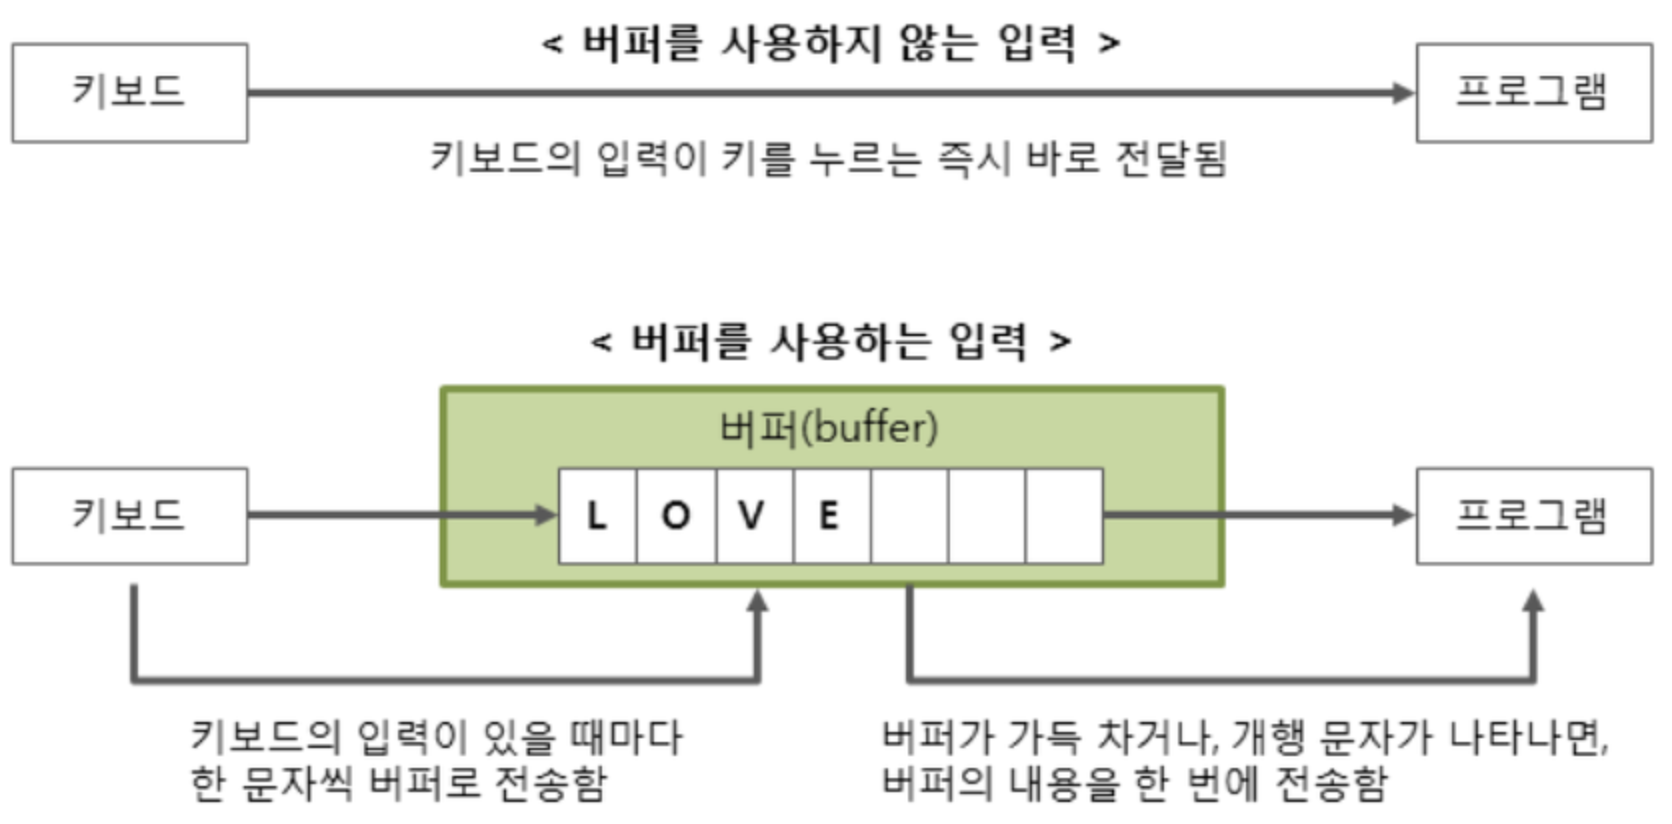 < 버퍼를 사용하지 않는 입력 >
키보드
프로그램
키보드의 입력이 키를 누르는 즉시 바로 전달됨
< 버퍼를 사용하는 입력 >
버퍼(buffer)
키보드
L O V E
프로그램
키보드의 입력이 있을 때마다
한 문자씩 버퍼로 전송함
버퍼가 가득 차거나, 개행 문자가 나타나면,
버퍼의 내용을 한 번에 전송함